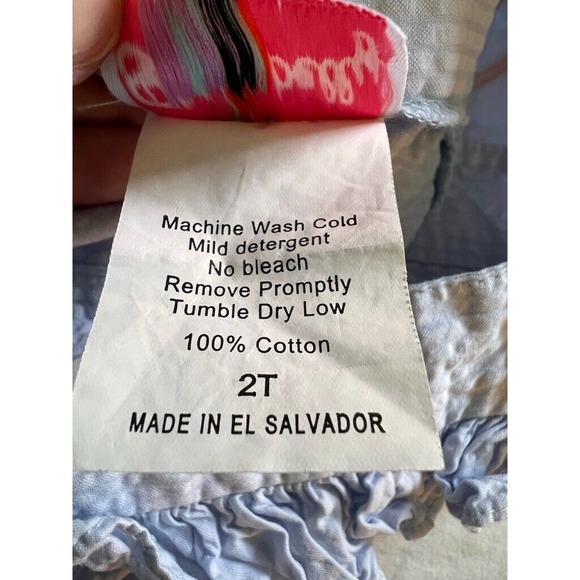 Machine Wash Cold
Mild detergent
No bleach
Remove Promptly
Tumble Dry Low
100% Cotton
2T
MADE IN EL SALVADOR